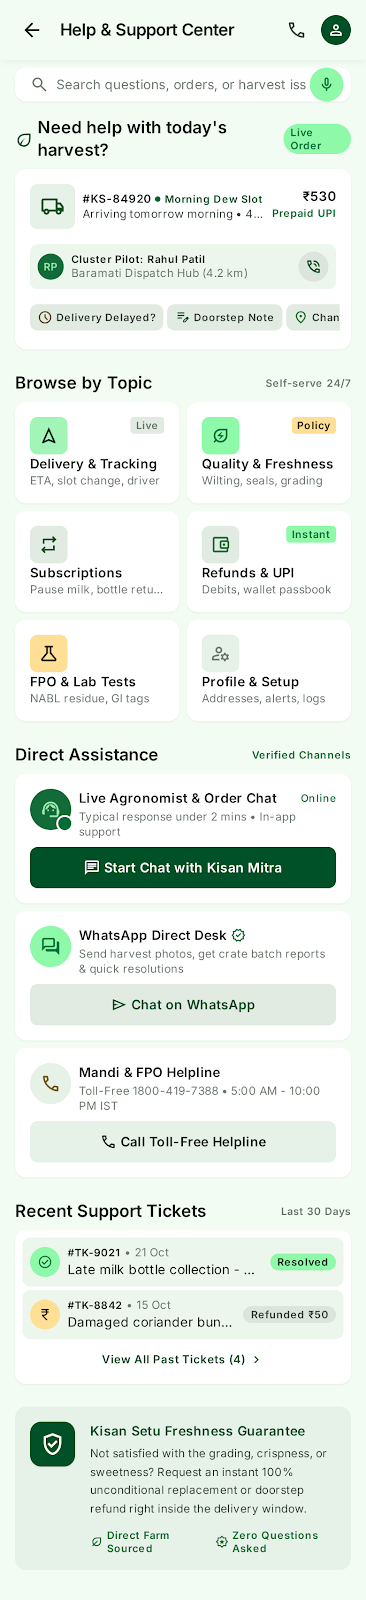 Help & Support Center
Search questions, orders, or harvest iss
Need help with today's
harvest?
Live
Order
#KS-84920 • Morning Dew Slot
₹530
Arriving tomorrow morning • 4...
Prepaid UPI
RP
Cluster Pilot: Rahul Patil
Baramati Dispatch Hub (4.2 km)
Delivery Delayed?
Doorstep Note
Chan
Browse by Topic
Self-serve 24/7
Live
Delivery & Tracking
ETA, slot change, driver
Policy
Quality & Freshness
Wilting, seals, grading
Subscriptions
Pause milk, bottle retu...
Instant
Refunds & UPI
Debits, wallet passbook
FPO & Lab Tests
NABL residue, GI tags
Profile & Setup
Addresses, alerts, logs
Direct Assistance
Verified Channels
Live Agronomist & Order Chat
Online
Typical response under 2 mins • In-app
support
Start Chat with Kisan Mitra
WhatsApp Direct Desk
Send harvest photos, get crate batch reports
& quick resolutions
Chat on WhatsApp
Mandi & FPO Helpline
Toll-Free 1800-419-7388 • 5:00 AM - 10:00
PM IST
Call Toll-Free Helpline
Recent Support Tickets
Last 30 Days
#TK-9021 • 21 Oct
Late milk bottle collection - ...
Resolved
₹
#TK-8842 • 15 Oct
Damaged coriander bun...
Refunded ₹50
View All Past Tickets (4)
Kisan Setu Freshness Guarantee
Not satisfied with the grading, crispness, or
sweetness? Request an instant 100%
unconditional replacement or doorstep
refund right inside the delivery window.
Direct Farm
Sourced
Zero Questions
Asked